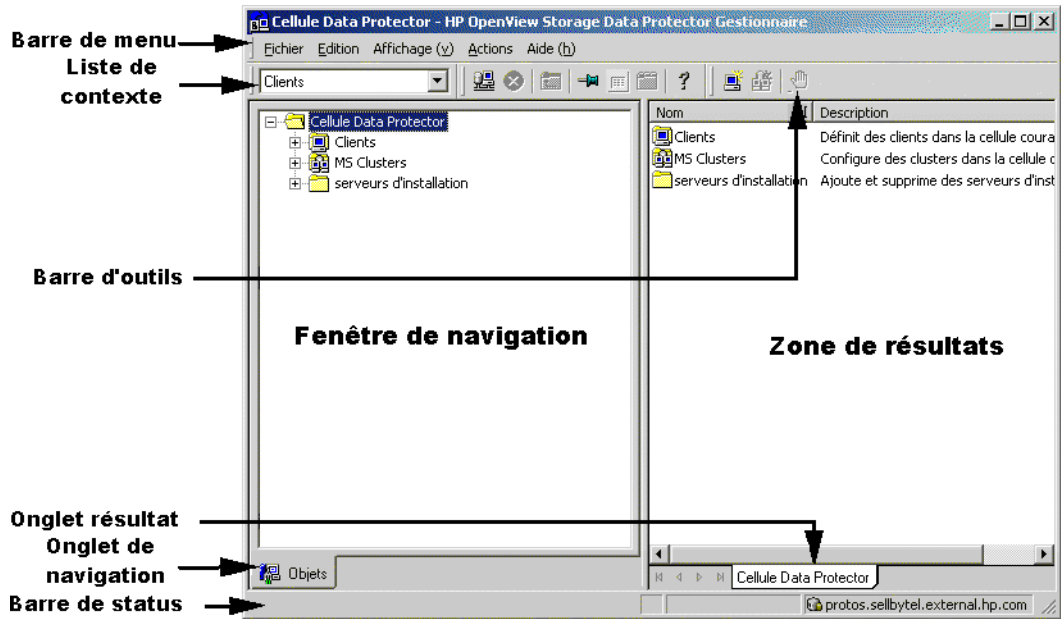 Cellule Data Protector - HP OpenView Storage Data Protector Gestionnaire
Barre de menu
Fichier Edition Affichage (v) Actions Aide (h)
Liste de
contexte
Clients
?
Cellule Data Protector
Clients
MS Clusters
serveurs d'installation
Nom
Description
Clients Définit des clients dans la cellule coura
MS Clusters Configure des clusters dans la cellule c
serveurs d'installation Ajoute et supprime des serveurs d'inst
Barre d'outils
Fenêtre de navigation
Zone de résultats
Onglet résultat
Onglet de
navigation
Objets
Cellule Data Protector
Barre de status
protos.sellbytel.external.hp.com